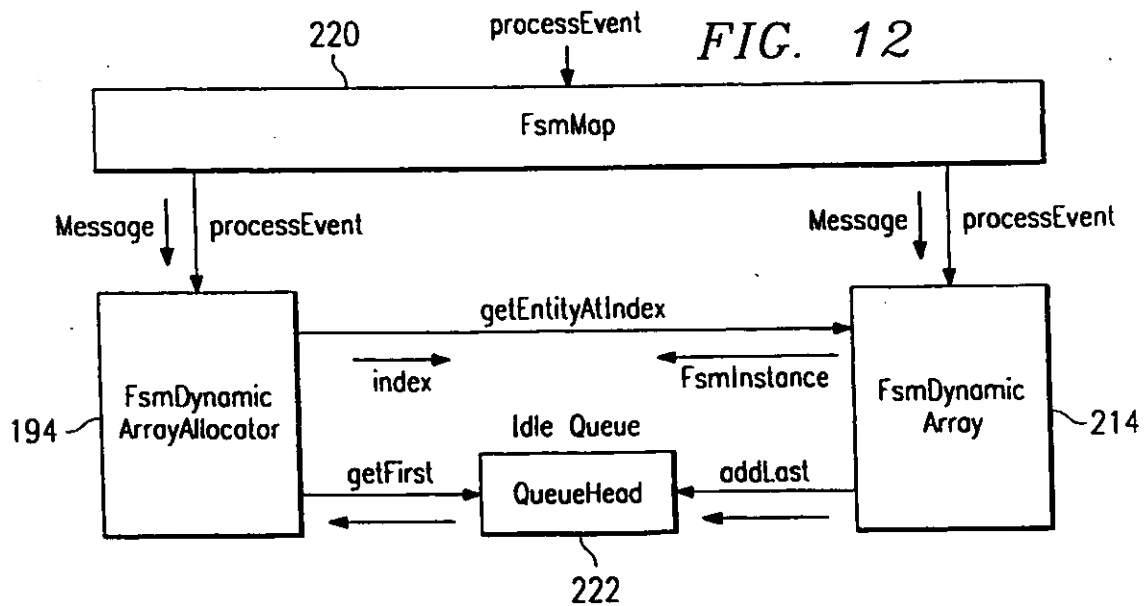 220
processEvent
FIG. 12
FsmMap
Message
processEvent
Message
processEvent
getEntityAtIndex
index
FsmInstance
FsmDynamic
ArrayAllocator
FsmDynamic
Array
194
214
Idle Queue
getFirst
QueueHead
addLast
222